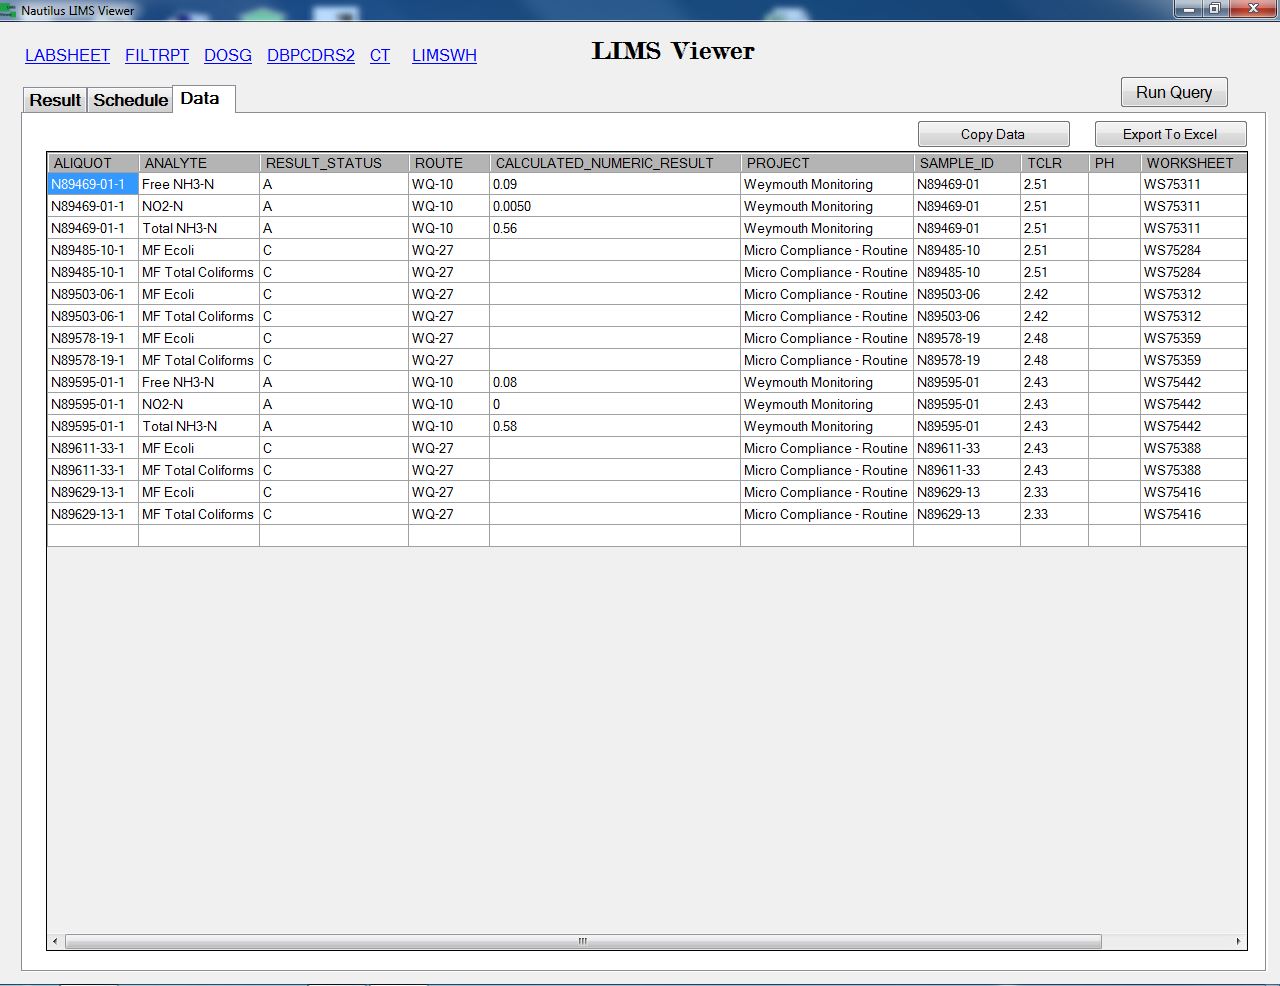 Nautilus LIMS Viewer
LABSHEET FILTRPT DOSG DBPCDRS2 CT LIMSWH LIMS Viewer
Result Schedule Data Run Query
Copy Data Export To Excel
ALIQUOT ANALYTE RESULT_STATUS ROUTE CALCULATED_NUMERIC_RESULT PROJECT SAMPLE_ID TCLR PH WORKSHEET
N89469-01-1 Free NH3-N A WQ-10 0.09 Weymouth Monitoring N89469-01 2.51 WS75311
N89469-01-1 NO2-N A WQ-10 0.0050 Weymouth Monitoring N89469-01 2.51 WS75311
N89469-01-1 Total NH3-N A WQ-10 0.56 Weymouth Monitoring N89469-01 2.51 WS75311
N89485-10-1 MF Ecoli C WQ-27 Micro Compliance - Routine N89485-10 2.51 WS75284
N89485-10-1 MF Total Coliforms C WQ-27 Micro Compliance - Routine N89485-10 2.51 WS75284
N89503-06-1 MF Ecoli C WQ-27 Micro Compliance - Routine N89503-06 2.42 WS75312
N89503-06-1 MF Total Coliforms C WQ-27 Micro Compliance - Routine N89503-06 2.42 WS75312
N89578-19-1 MF Ecoli C WQ-27 Micro Compliance - Routine N89578-19 2.48 WS75359
N89578-19-1 MF Total Coliforms C WQ-27 Micro Compliance - Routine N89578-19 2.48 WS75359
N89595-01-1 Free NH3-N A WQ-10 0.08 Weymouth Monitoring N89595-01 2.43 WS75442
N89595-01-1 NO2-N A WQ-10 0 Weymouth Monitoring N89595-01 2.43 WS75442
N89595-01-1 Total NH3-N A WQ-10 0.58 Weymouth Monitoring N89595-01 2.43 WS75442
N89611-33-1 MF Ecoli C WQ-27 Micro Compliance - Routine N89611-33 2.43 WS75388
N89611-33-1 MF Total Coliforms C WQ-27 Micro Compliance - Routine N89611-33 2.43 WS75388
N89629-13-1 MF Ecoli C WQ-27 Micro Compliance - Routine N89629-13 2.33 WS75416
N89629-13-1 MF Total Coliforms C WQ-27 Micro Compliance - Routine N89629-13 2.33 WS75416